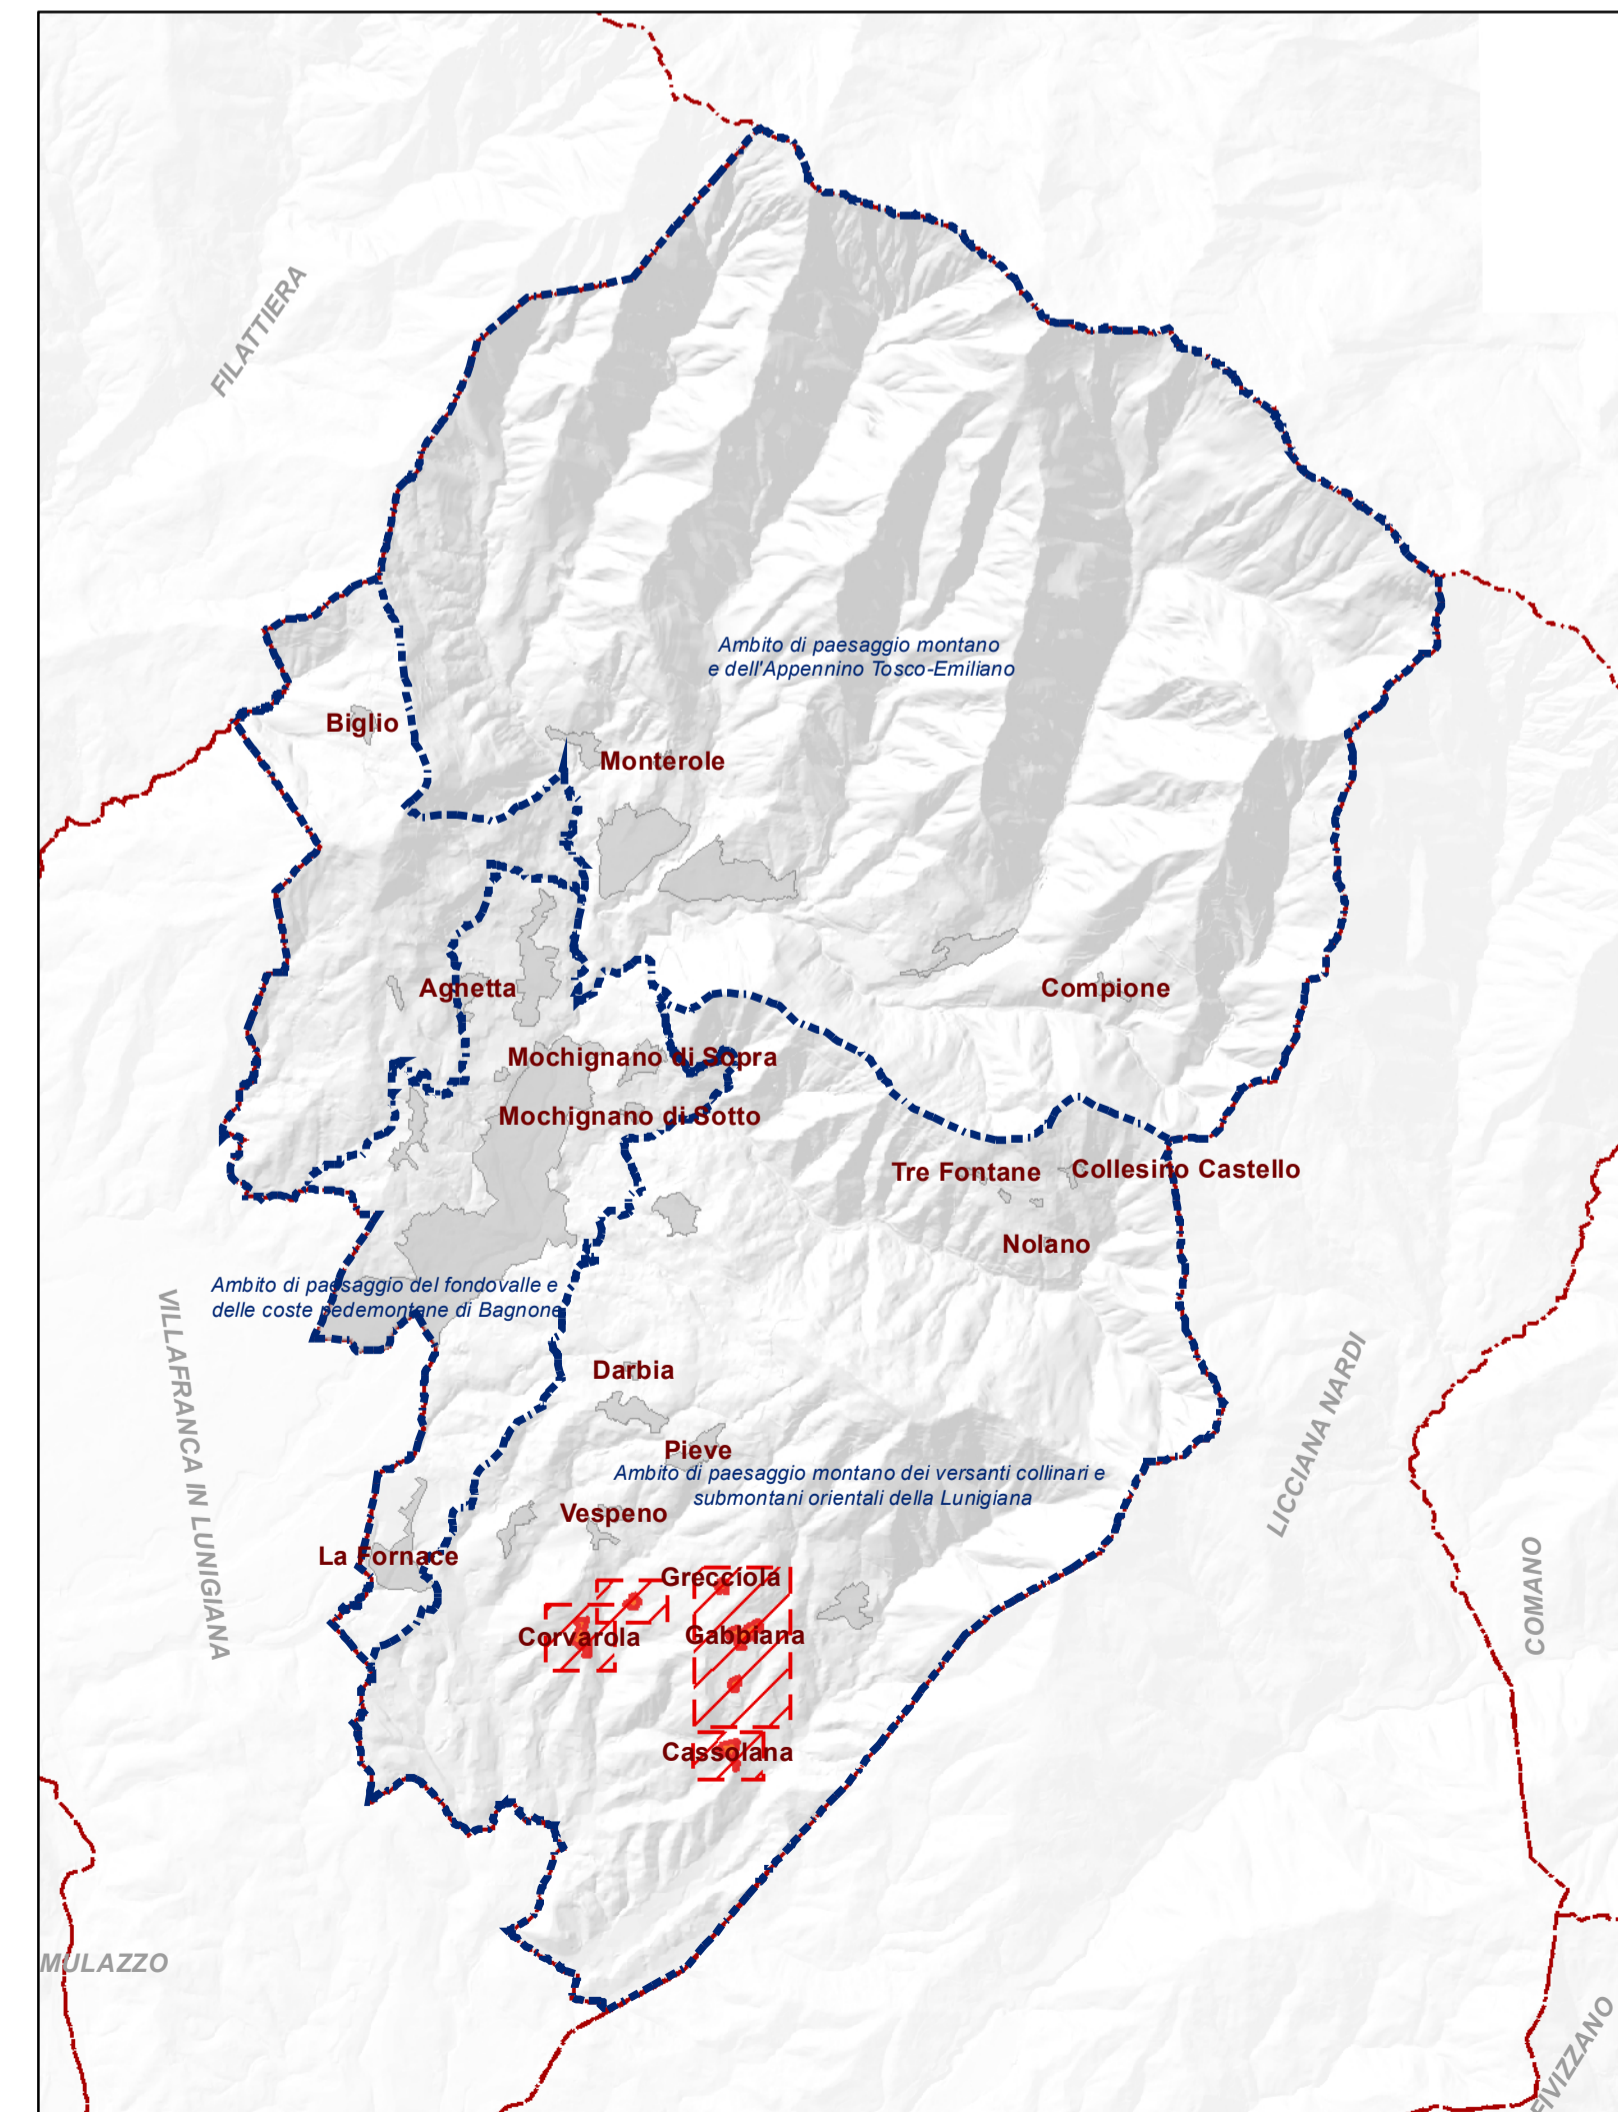 FILATTIERA
Ambito di paesaggio montano
e dell'Appennino Tosco-Emiliano
Biglio
Monterole
Agnetta
Compione
Mochignano di Sopra
Mochignano di Sotto
Tre Fontane
Collesino Castello
Nolano
Ambito di paesaggio del fondovalle e
delle coste pedemontane di Bagnone
VILLAFRANCA IN LUNIGIANA
Darbia
LICCIANA NARDI
Pieve
Ambito di paesaggio montano dei versanti collinari e
submontani orientali della Lunigiana
Vespeno
La Fornace
COMANO
Grecciola
Corvarola
Gabbiana
Cassolana
MULAZZO
FIVIZZANO